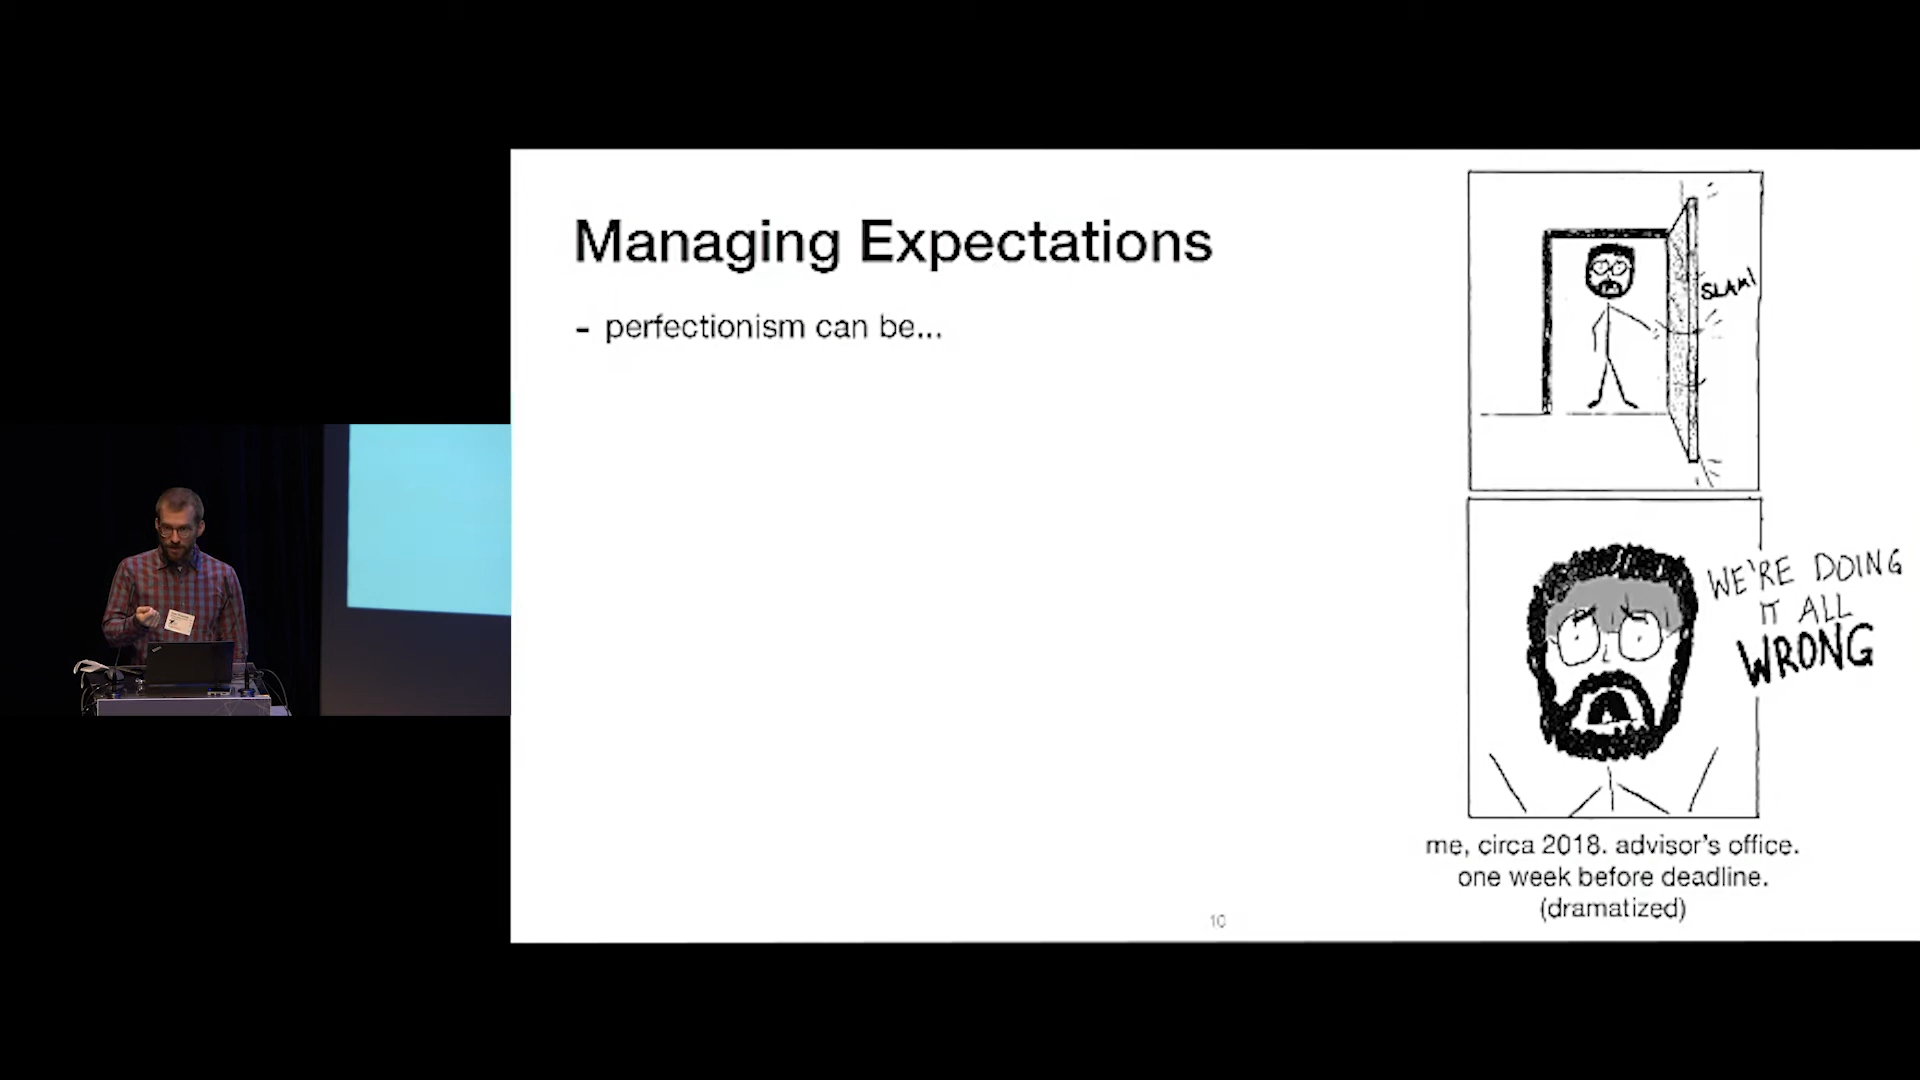 Managing Expectations
- perfectionism can be...
SLAM!
WE'RE DOING
IT ALL
WRONG
me, circa 2018. advisor's office.
one week before deadline.
(dramatized)
10